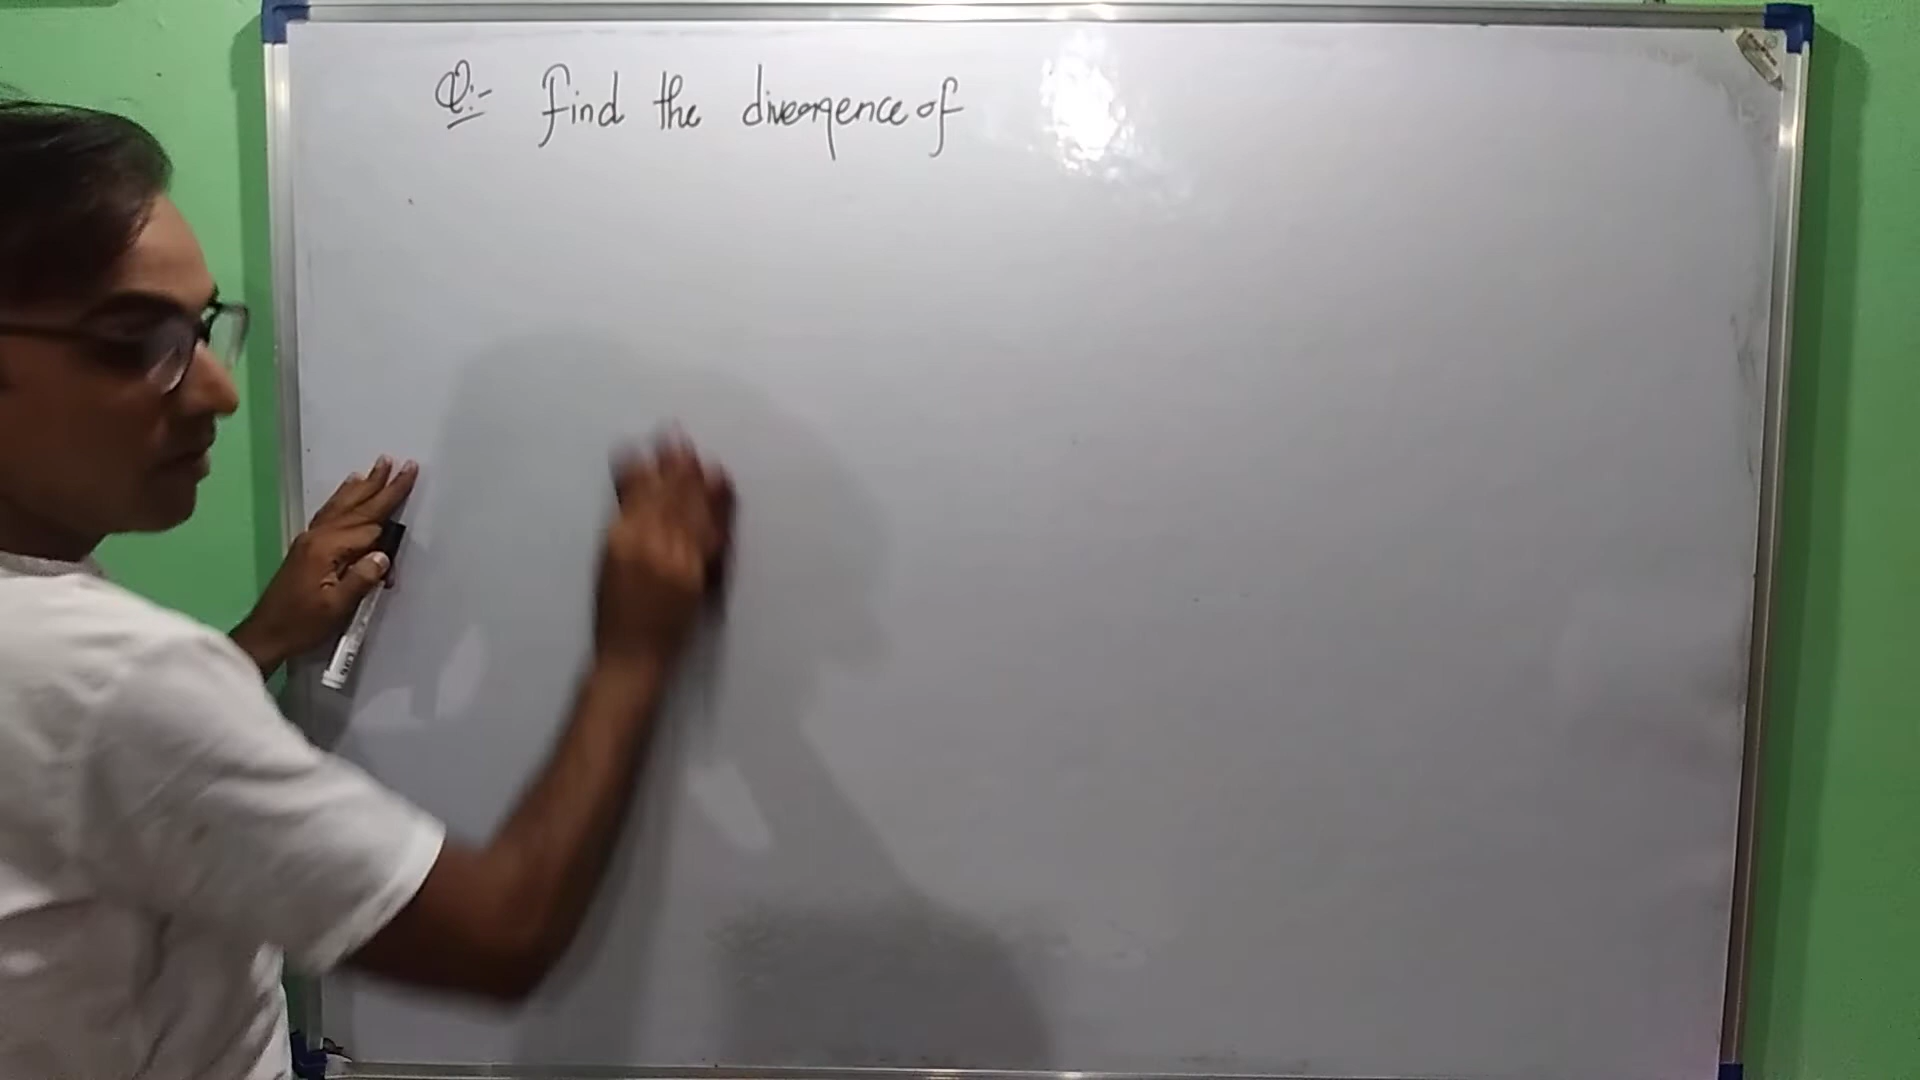 Q:- Find the divergence of